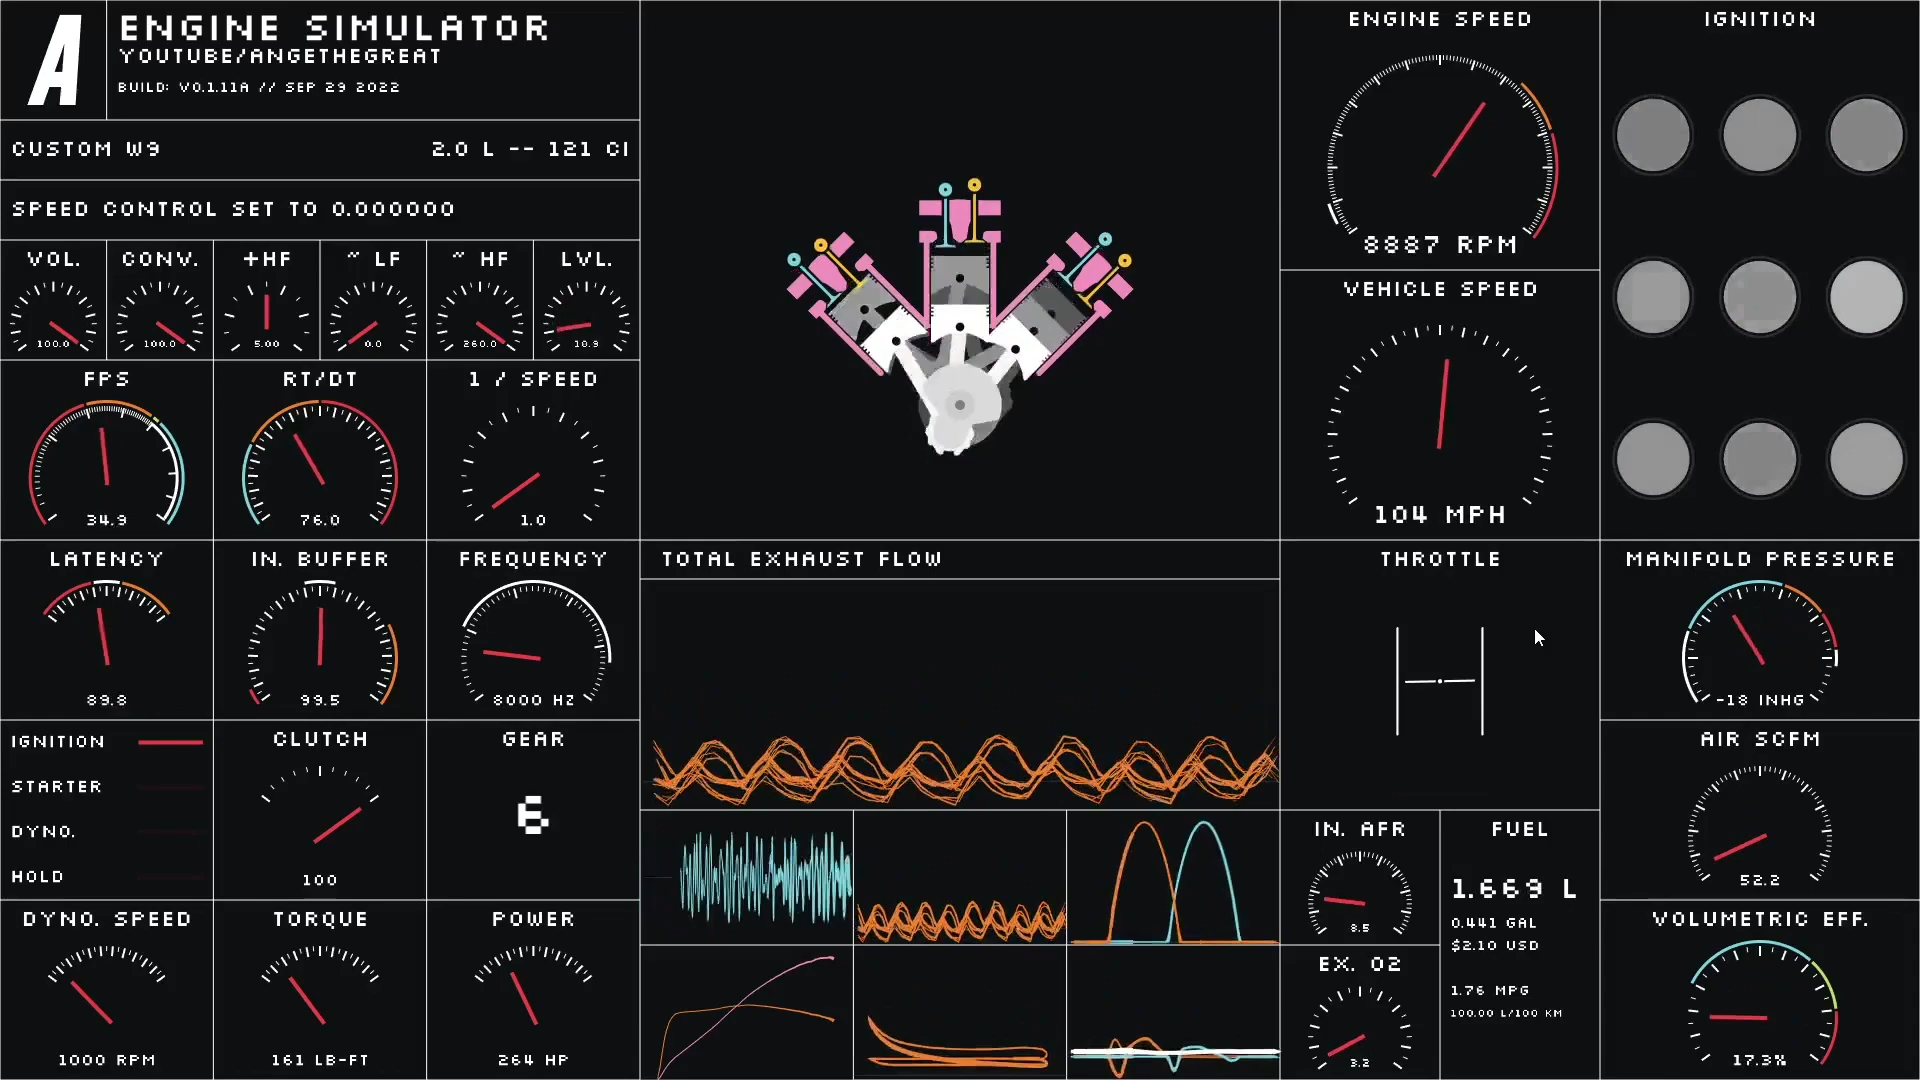 A
ENGINE SIMULATOR
YOUTUBE/ANGETHEGREAT
BUILD: V0.1.11A // SEP 29 2022
CUSTOM W9
2.0 L -- 121 CI
SPEED CONTROL SET TO 0.000000
VOL.
100.0
CONV.
100.0
+HF
5.00
~ LF
0.0
~ HF
260.0
LVL.
10.9
FPS
34.9
RT/DT
76.0
1 / SPEED
1.0
LATENCY
89.8
IN. BUFFER
99.5
FREQUENCY
8000 HZ
IGNITION
STARTER
DYNO.
HOLD
CLUTCH
100
GEAR
6
DYNO. SPEED
1000 RPM
TORQUE
161 LB-FT
POWER
264 HP
TOTAL EXHAUST FLOW
ENGINE SPEED
8887 RPM
VEHICLE SPEED
104 MPH
THROTTLE
IN. AFR
8.5
EX. O2
3.2
FUEL
1.669 L
0.441 GAL
$2.10 USD
1.76 MPG
100.00 L/100 KM
IGNITION
MANIFOLD PRESSURE
-18 INHG
AIR SCFM
52.2
VOLUMETRIC EFF.
17.3%